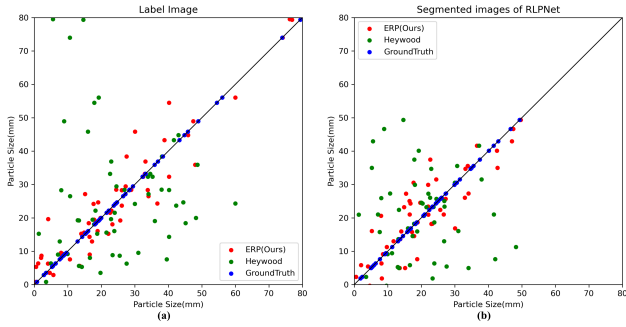 Label Image
80
70
60
50
40
30
20
10
0
Particle Size(mm)
ERP(Ours)
Heywood
GroundTruth
0 10 20 30 40 50 60 70 80
Particle Size(mm)
(a)
Segmented images of RLPNet
ERP(Ours)
Heywood
GroundTruth
80
70
60
50
40
30
20
10
0
Particle Size(mm)
0 10 20 30 40 50 60 70 80
Particle Size(mm)
(b)